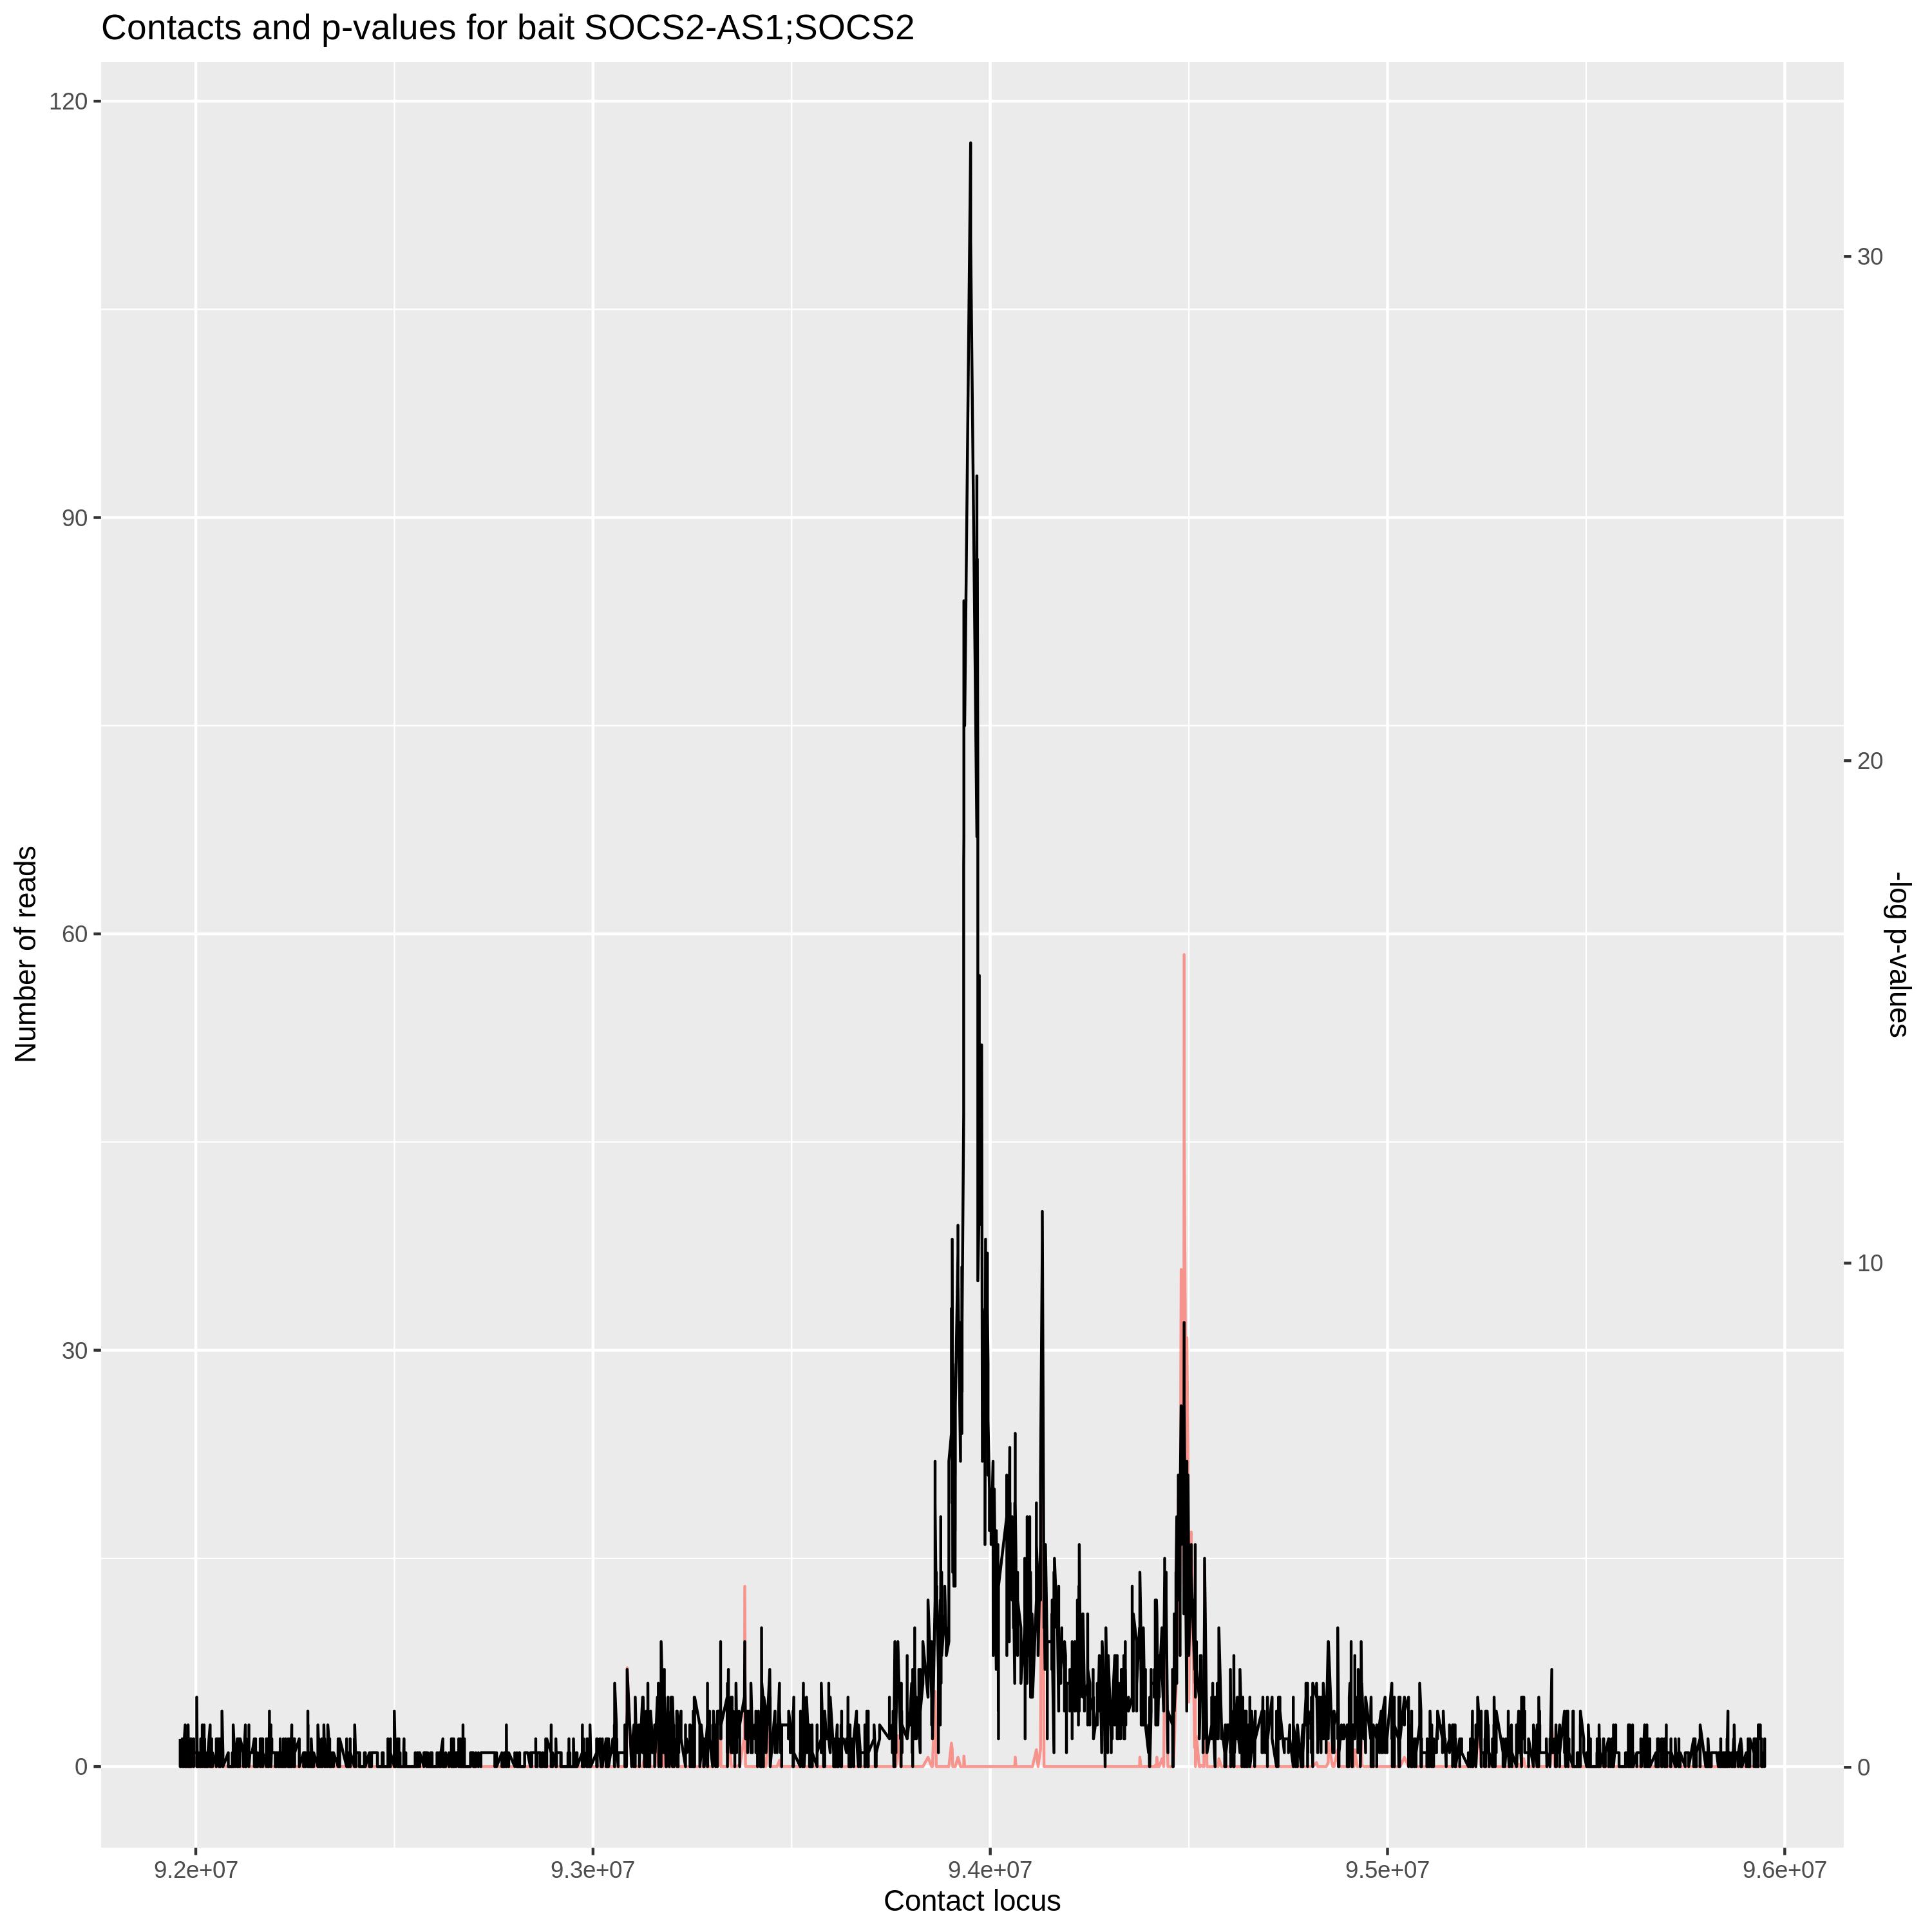 Contacts and p-values for bait SOCS2-AS1;SOCS2
120
90
60
30
0
Number of reads
30
20
10
0
-log p-values
9.2e+07 9.3e+07 9.4e+07 9.5e+07 9.6e+07
Contact locus